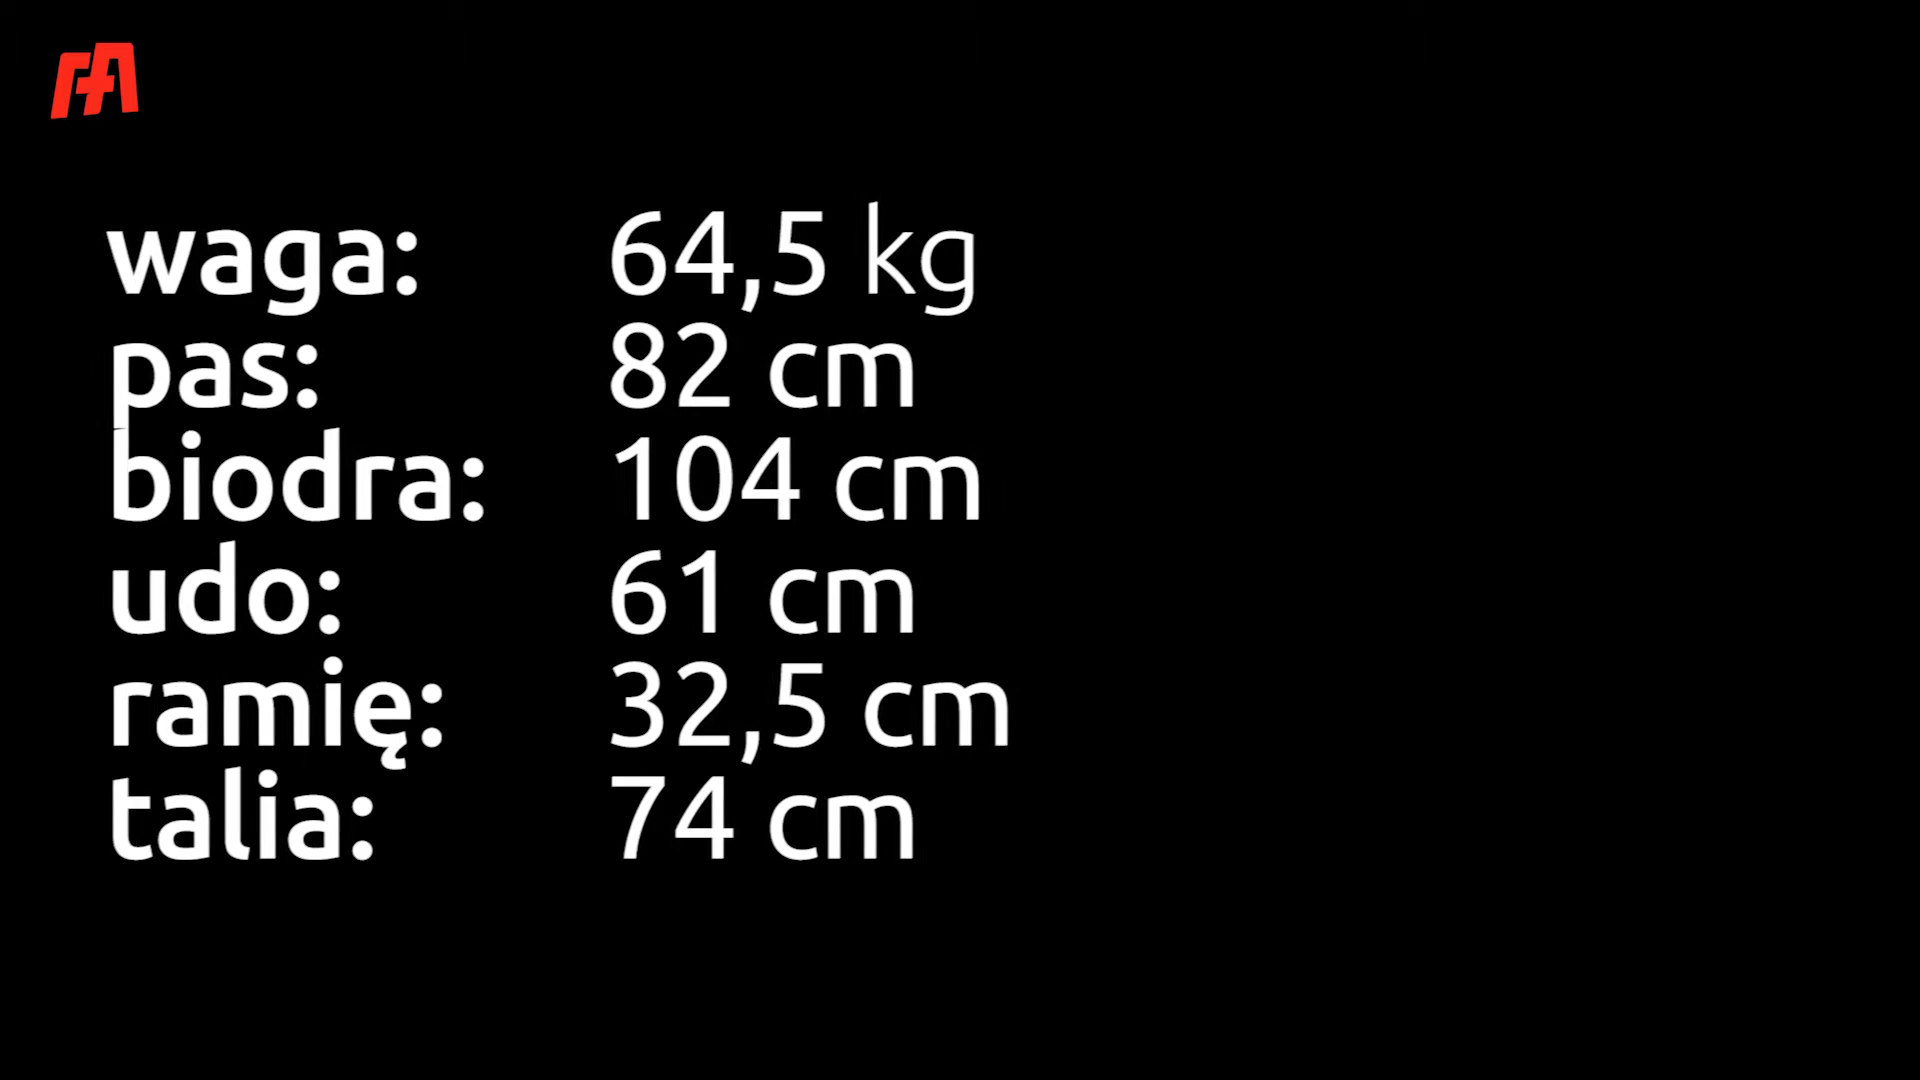 waga: 64,5 kg
pas: 82 cm
biodra: 104 cm
udo: 61 cm
ramię: 32,5 cm
talia: 74 cm